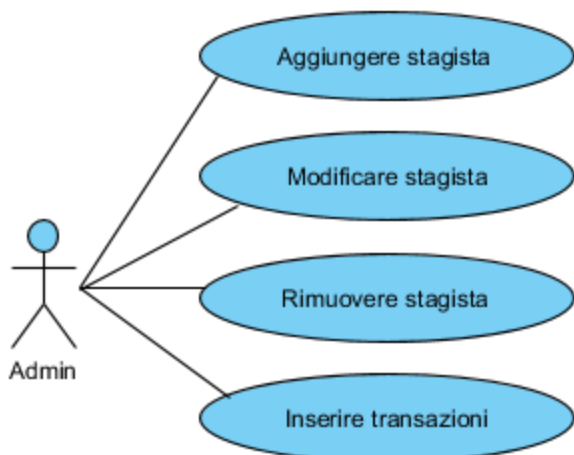 Aggiungere stagista
Modificare stagista
Rimuovere stagista
Admin
Inserire transazioni